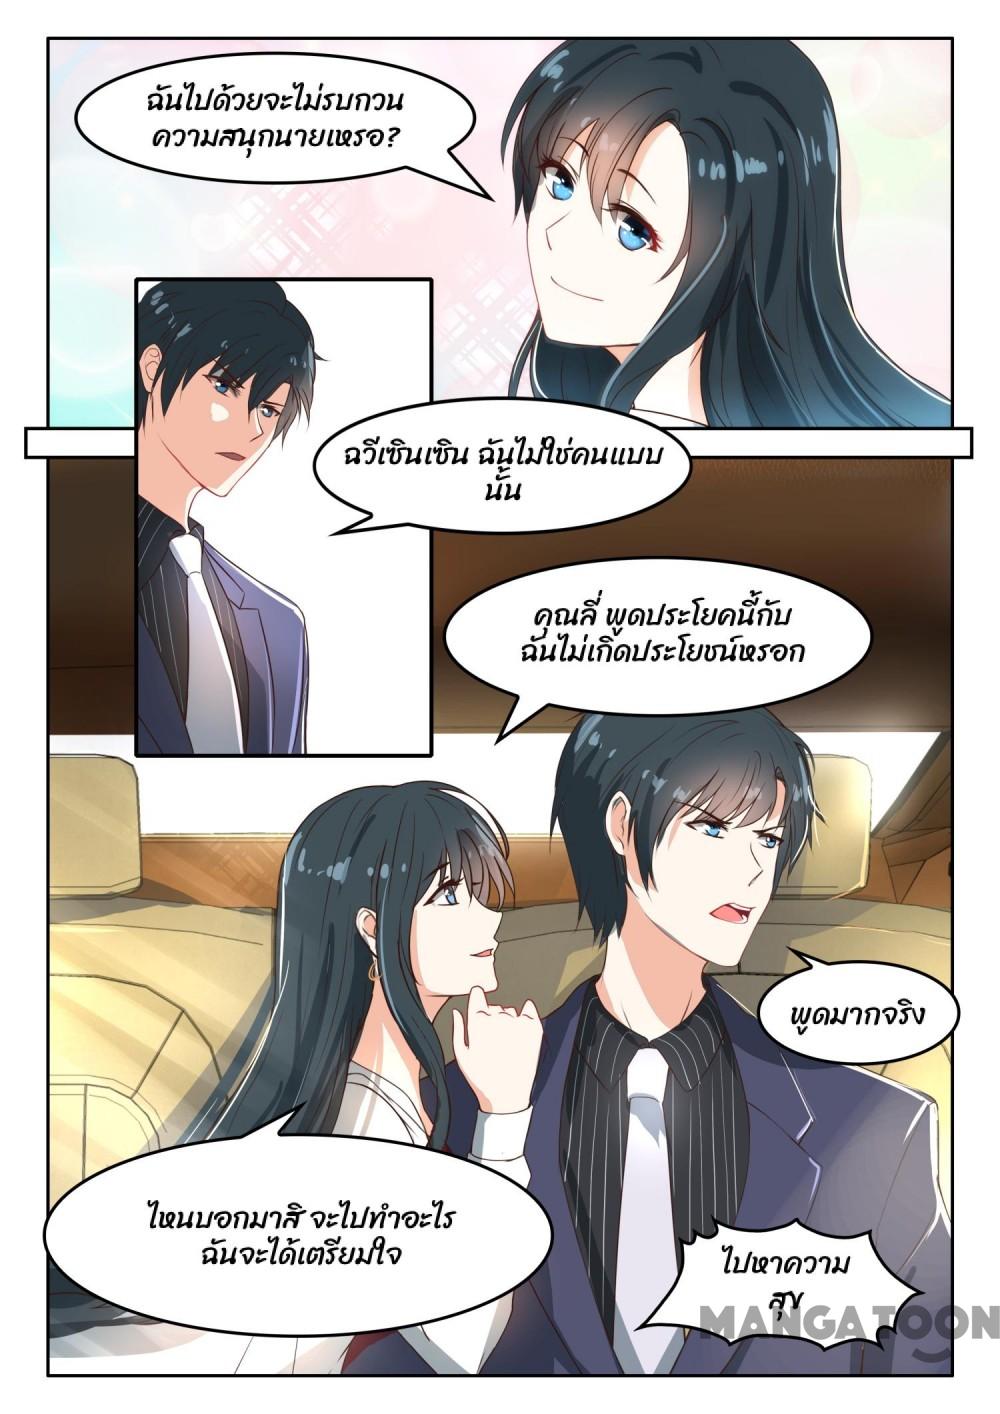 ฉันไปด้วยจะไม่รบกวน
ความสนุกนายเหรอ?
ฉวีเซินเซิน ฉันไม่ใช่คนแบบ
นั้น
คุณลี่ พูดประโยคนี้กับ
ฉันไม่เกิดประโยชน์หรอก
พูดมากจริง
ไหนบอกมาสิ จะไปทำอะไร
ฉันจะได้เตรียมใจ
ไปหาความ
สุข
MANGATOON